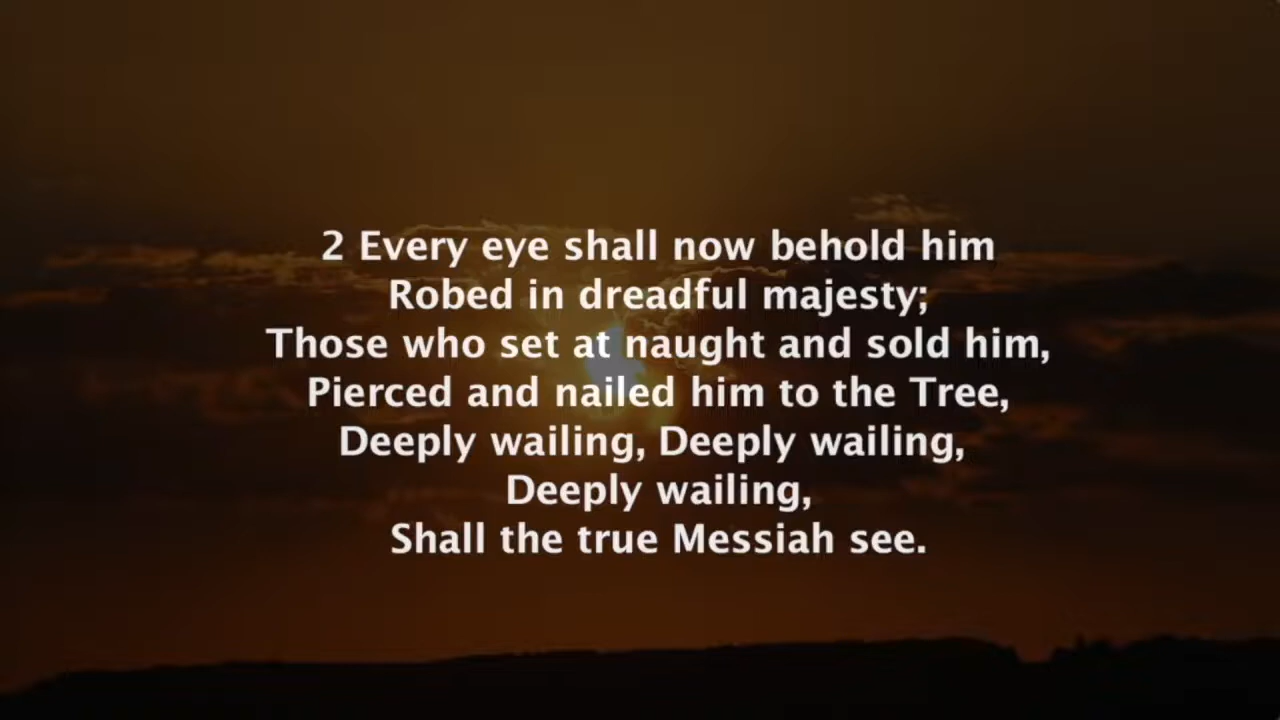 2 Every eye shall now behold him
Robed in dreadful majesty;
Those who set at naught and sold him,
Pierced and nailed him to the Tree,
Deeply wailing, Deeply wailing,
Deeply wailing,
Shall the true Messiah see.